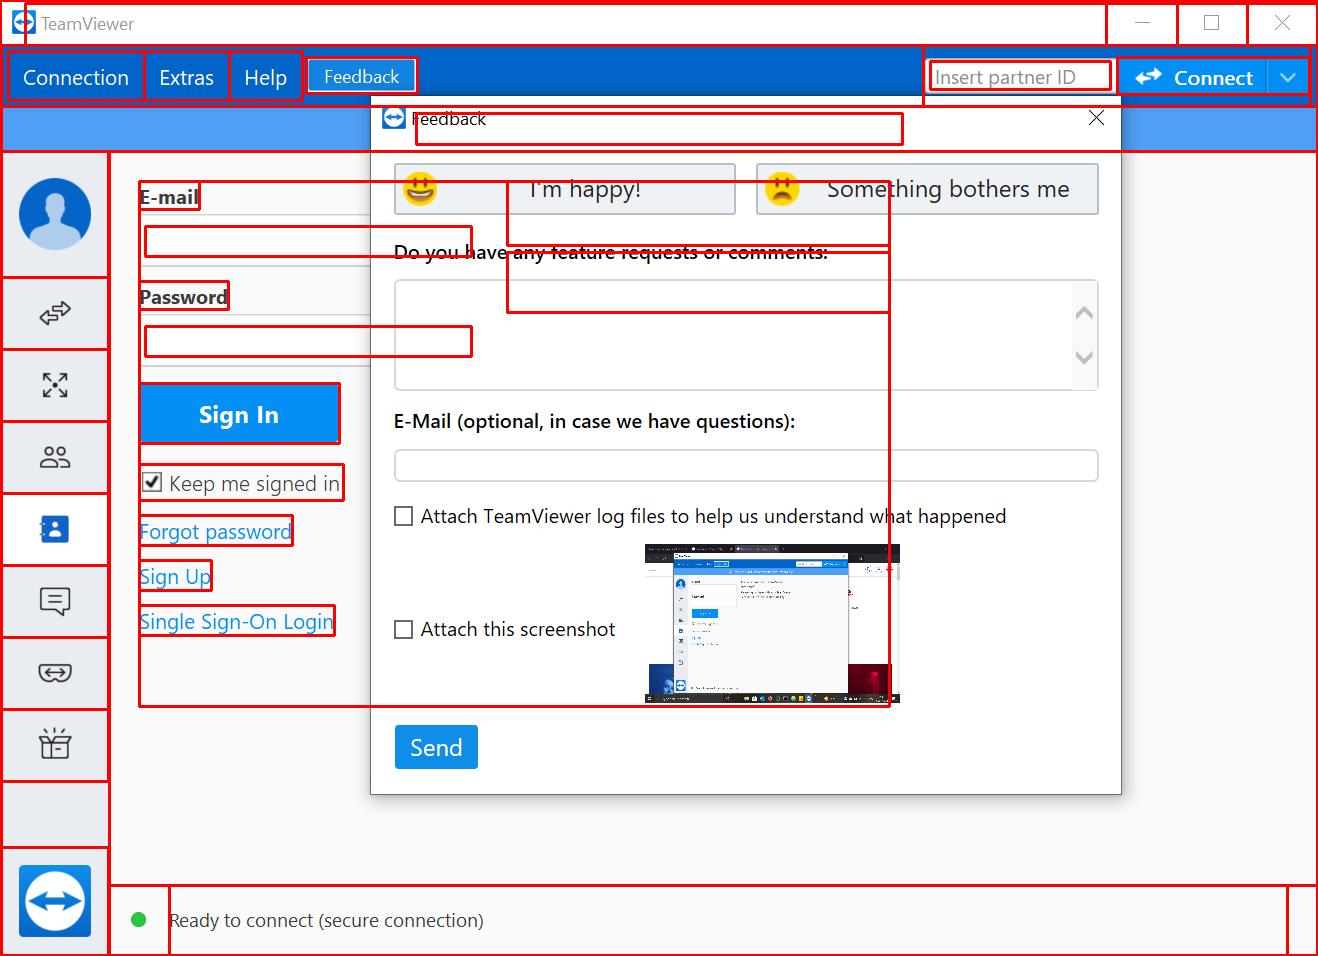 TeamViewer
Connection
Extras
Help
Feedback
Insert partner ID
Connect
Feedback
I'm happy!
Something bothers me
E-mail
Do you have any feature requests or comments:
Password
Sign In
E-Mail (optional, in case we have questions):
Keep me signed in
Attach TeamViewer log files to help us understand what happened
Forgot password
Sign Up
Single Sign-On Login
Attach this screenshot
Send
Ready to connect (secure connection)